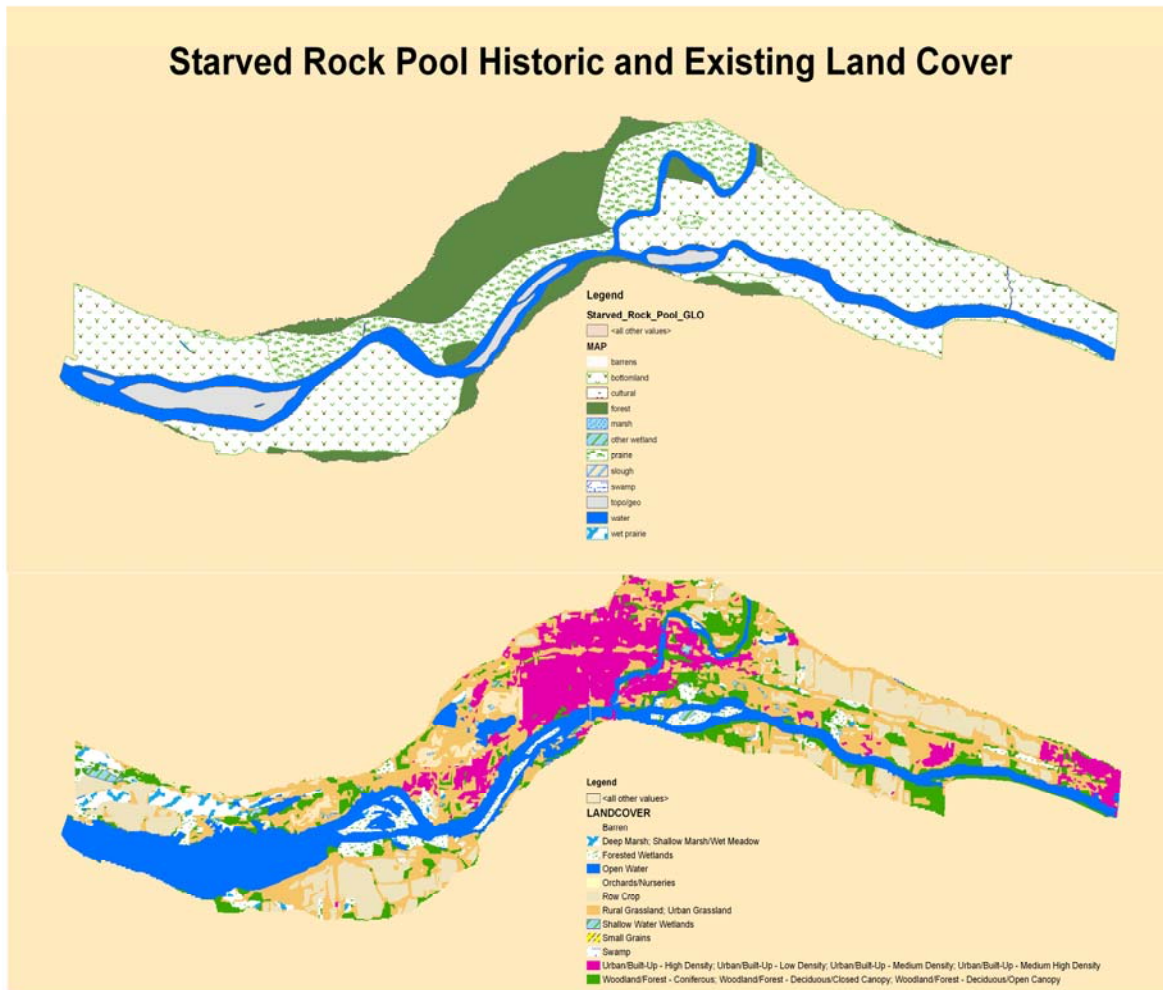 Starved Rock Pool Historic and Existing Land Cover
Legend
Starved_Rock_Pool_GLO
<all other values>
MAP
barrens
bottomland
cultural
forest
marsh
other wetland
prairie
slough
swamp
topo/geo
water
wet prairie
Legend
<all other values>
LANDCOVER
Barren
Deep Marsh; Shallow Marsh/Wet Meadow
Forested Wetlands
Open Water
Orchards/Nurseries
Row Crop
Rural Grassland; Urban Grassland
Shallow Water Wetlands
Small Grains
Swamp
Urban/Built-Up - High Density; Urban/Built-Up - Low Density; Urban/Built-Up - Medium Density; Urban/Built-Up - Medium High Density
Woodland/Forest - Coniferous; Woodland/Forest - Deciduous/Closed Canopy; Woodland/Forest - Deciduous/Open Canopy